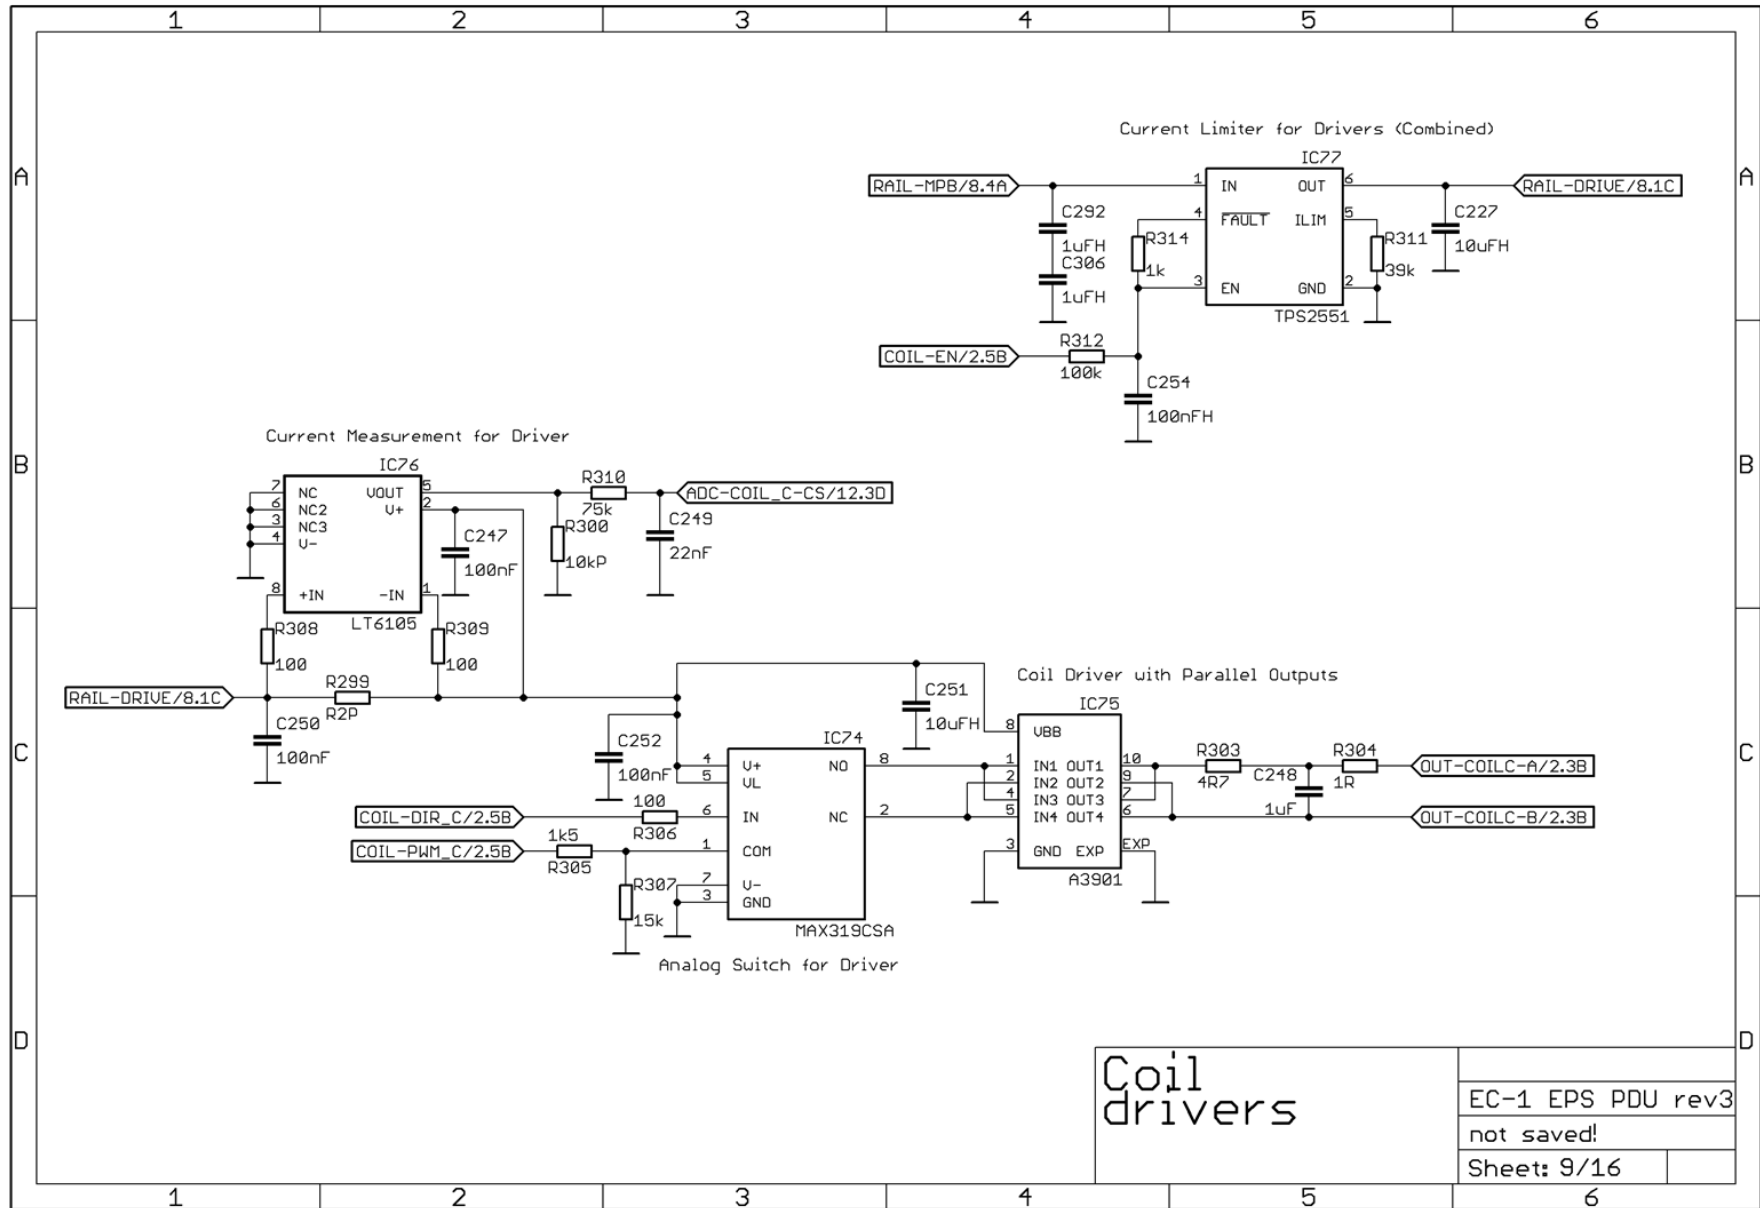 1 2 3 4 5 6
A
A
Current Limiter for Drivers (Combined)
IC77
RAIL-MPB/8.4A
1 IN OUT 6
RAIL-DRIVE/8.1C
C292
1uFH
C306
1uFH
4 FAULT ILIM 5
R314
1k
R311
39k
C227
10uFH
3 EN GND 2
TPS2551
COIL-EN/2.5B
R312
100k
C254
100nFH
B
B
Current Measurement for Driver
IC76
7 NC VOUT 5
6 NC2 V+ 2
3 NC3
4 V-
8 +IN -IN 1
LT6105
R310
75k
ADC-COIL_C-CS/12.3D
R300
10kP
C249
22nF
C247
100nF
R308
100
R309
100
RAIL-DRIVE/8.1C
R299
R2P
C250
100nF
C
C
C252
100nF
C251
10uFH
IC74
4 V+ NO 8
5 VL
6 IN NC 2
1 COM
7 V-
3 GND
MAX319CSA
Analog Switch for Driver
COIL-DIR_C/2.5B
100
R306
COIL-PWM_C/2.5B
1k5
R305
R307
15k
Coil Driver with Parallel Outputs
IC75
8 VBB
1 IN1 OUT1 10
2 IN2 OUT2 9
4 IN3 OUT3 7
5 IN4 OUT4 6
3 GND EXP EXP
A3901
R303
4R7
R304
1R
C248
1uF
OUT-COILC-A/2.3B
OUT-COILC-B/2.3B
D
D
Coil
drivers
EC-1 EPS PDU rev3
not saved!
Sheet: 9/16
1 2 3 4 5 6